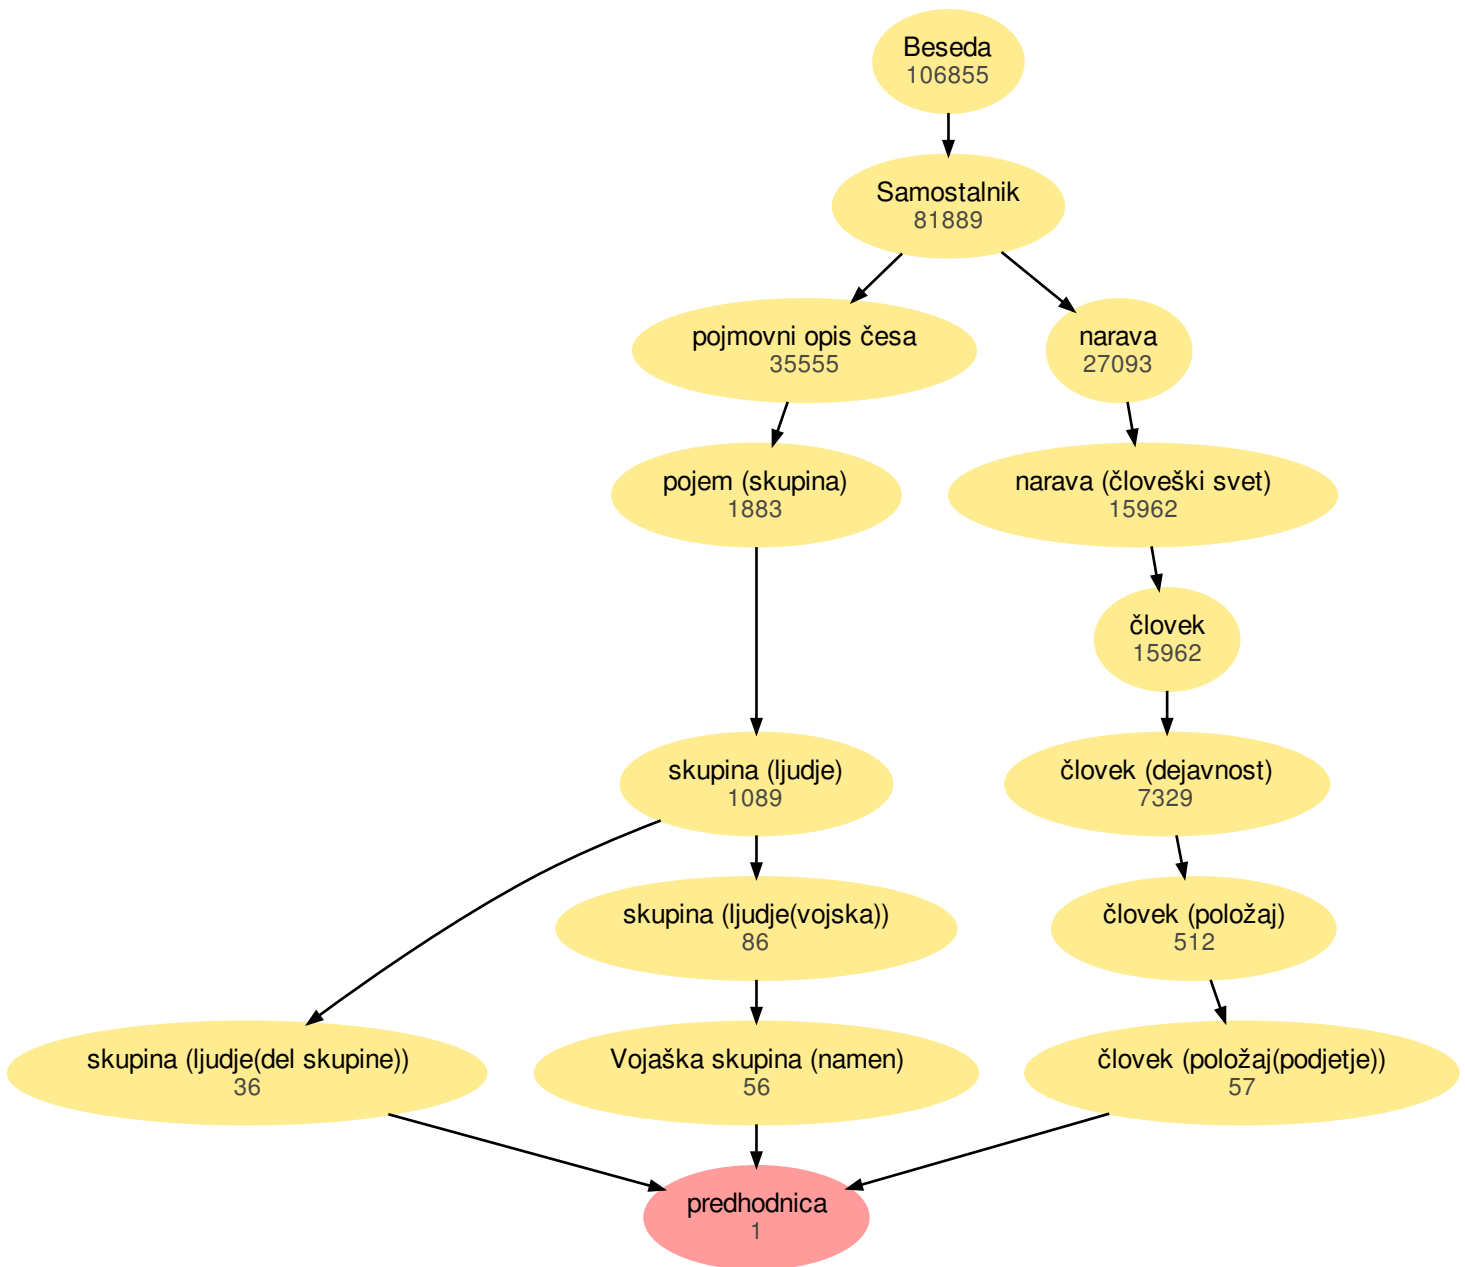 Beseda
106855
Samostalnik
81889
pojmovni opis česa
35555
narava
27093
pojem (skupina)
1883
narava (človeški svet)
15962
človek
15962
skupina (ljudje)
1089
človek (dejavnost)
7329
skupina (ljudje(vojska))
86
človek (položaj)
512
skupina (ljudje(del skupine))
36
Vojaška skupina (namen)
56
človek (položaj(podjetje))
57
predhodnica
1